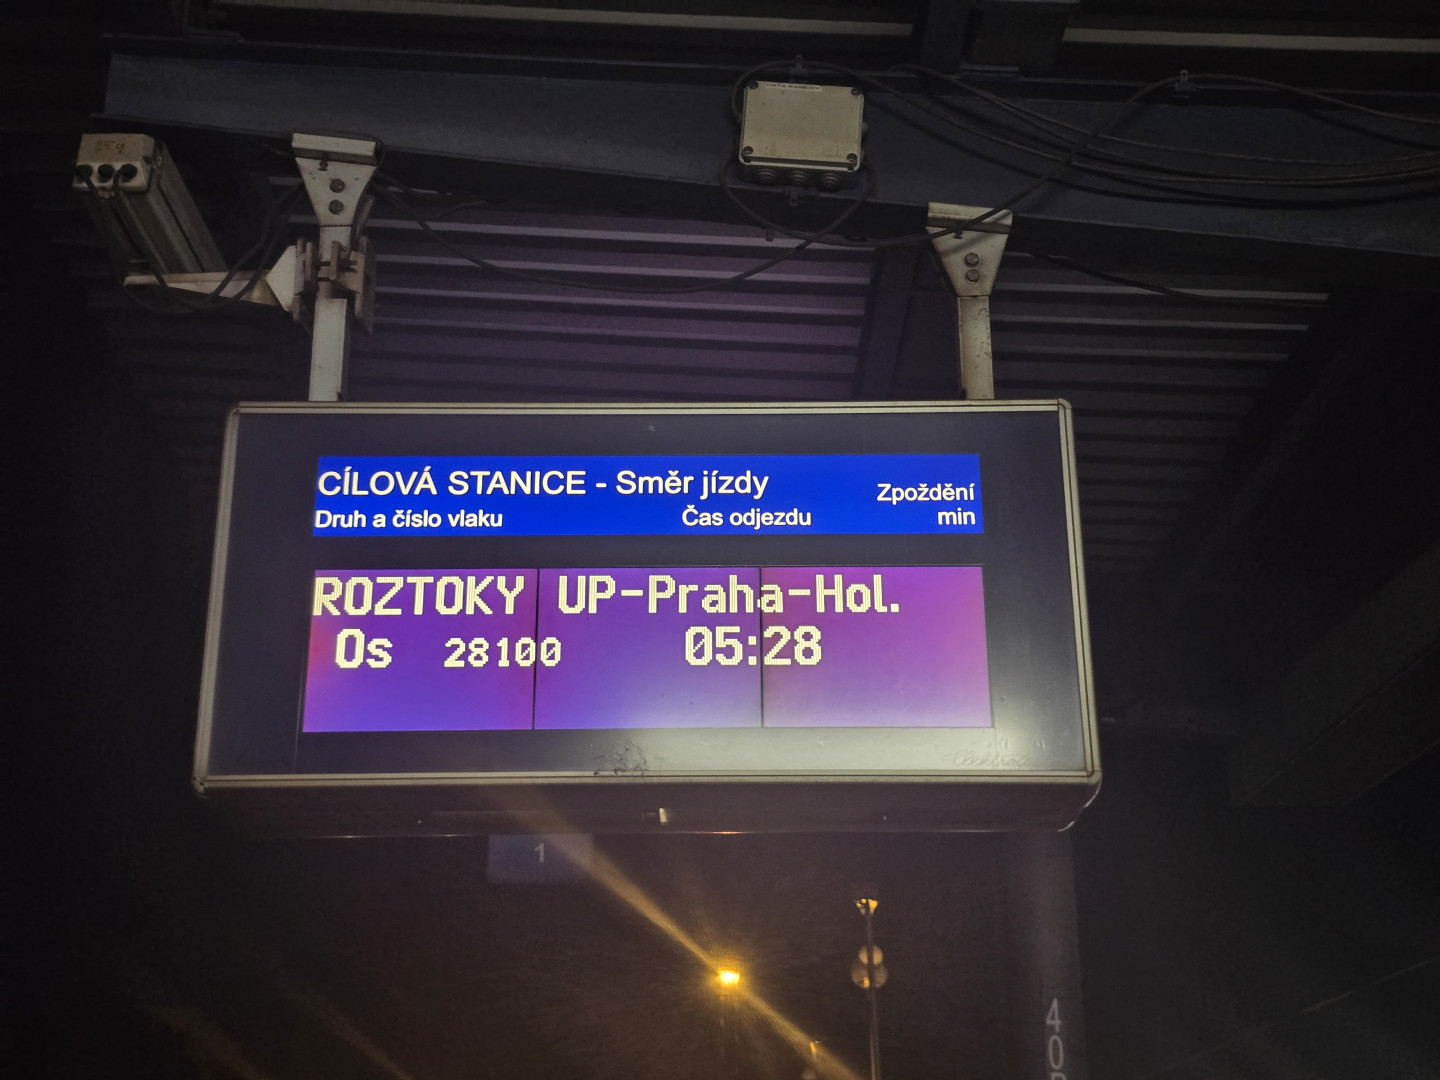 CÍLOVÁ STANICE - Směr jízdy
Zpoždění
Druh a číslo vlaku Čas odjezdu min
ROZTOKY UP-Praha-Hol.
Os 28100 05:28
1
40